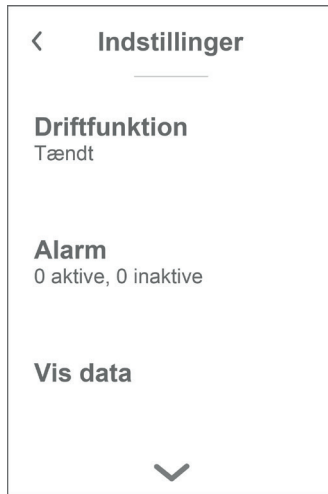 Indstillinger
Driftfunktion
Tændt
Alarm
0 aktive, 0 inaktive
Vis data